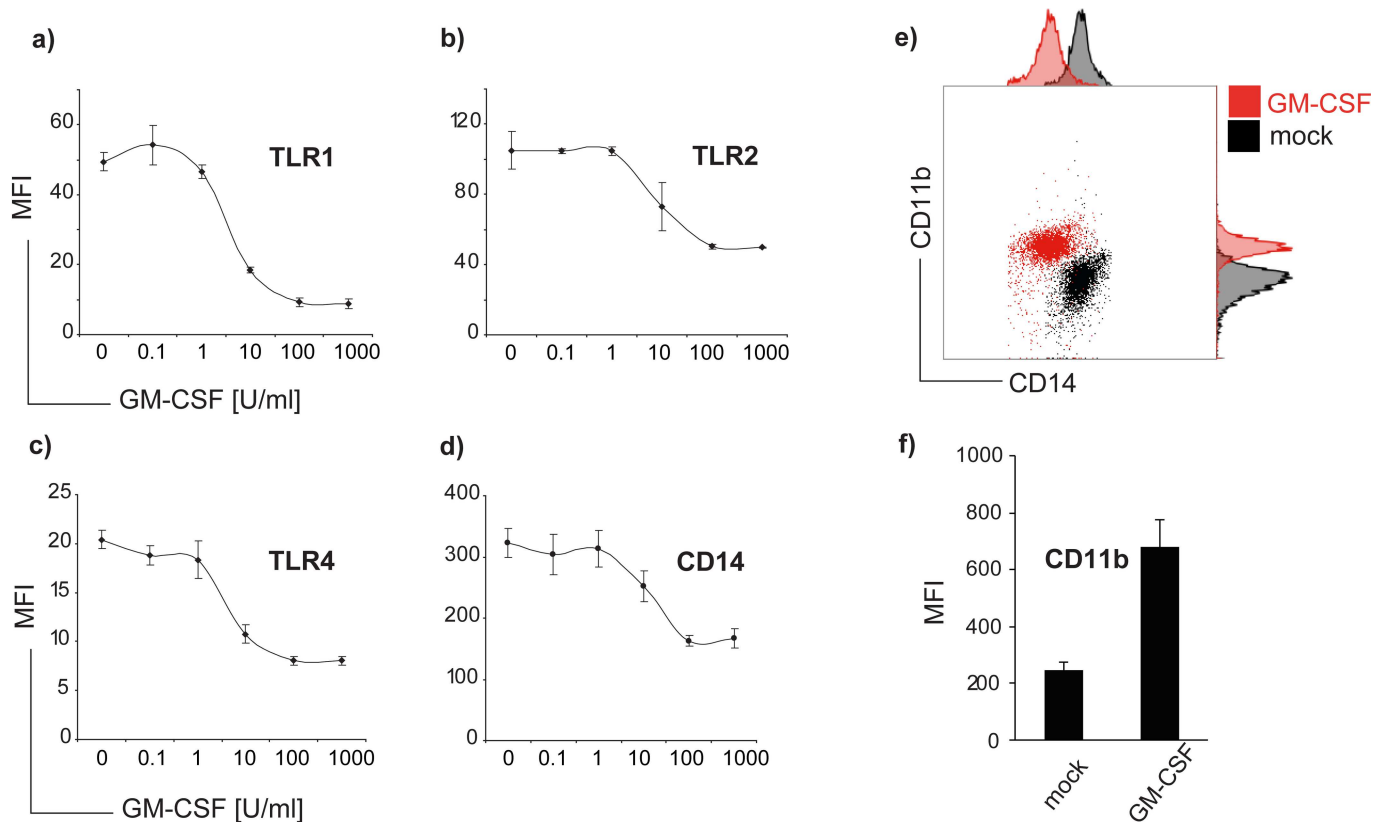 a)
60
40
20
0
MFI
TLR1
0 0.1 1 10 100 1000
GM-CSF [U/ml]
b)
120
80
40
0
TLR2
0 0.1 1 10 100 1000
c)
25
20
15
10
5
0
MFI
TLR4
0 0.1 1 10 100 1000
GM-CSF [U/ml]
d)
400
300
200
100
0
CD14
0 0.1 1 10 100 1000
e)
GM-CSF
mock
CD11b
CD14
f)
1000
800
600
400
200
0
MFI
CD11b
mock
GM-CSF